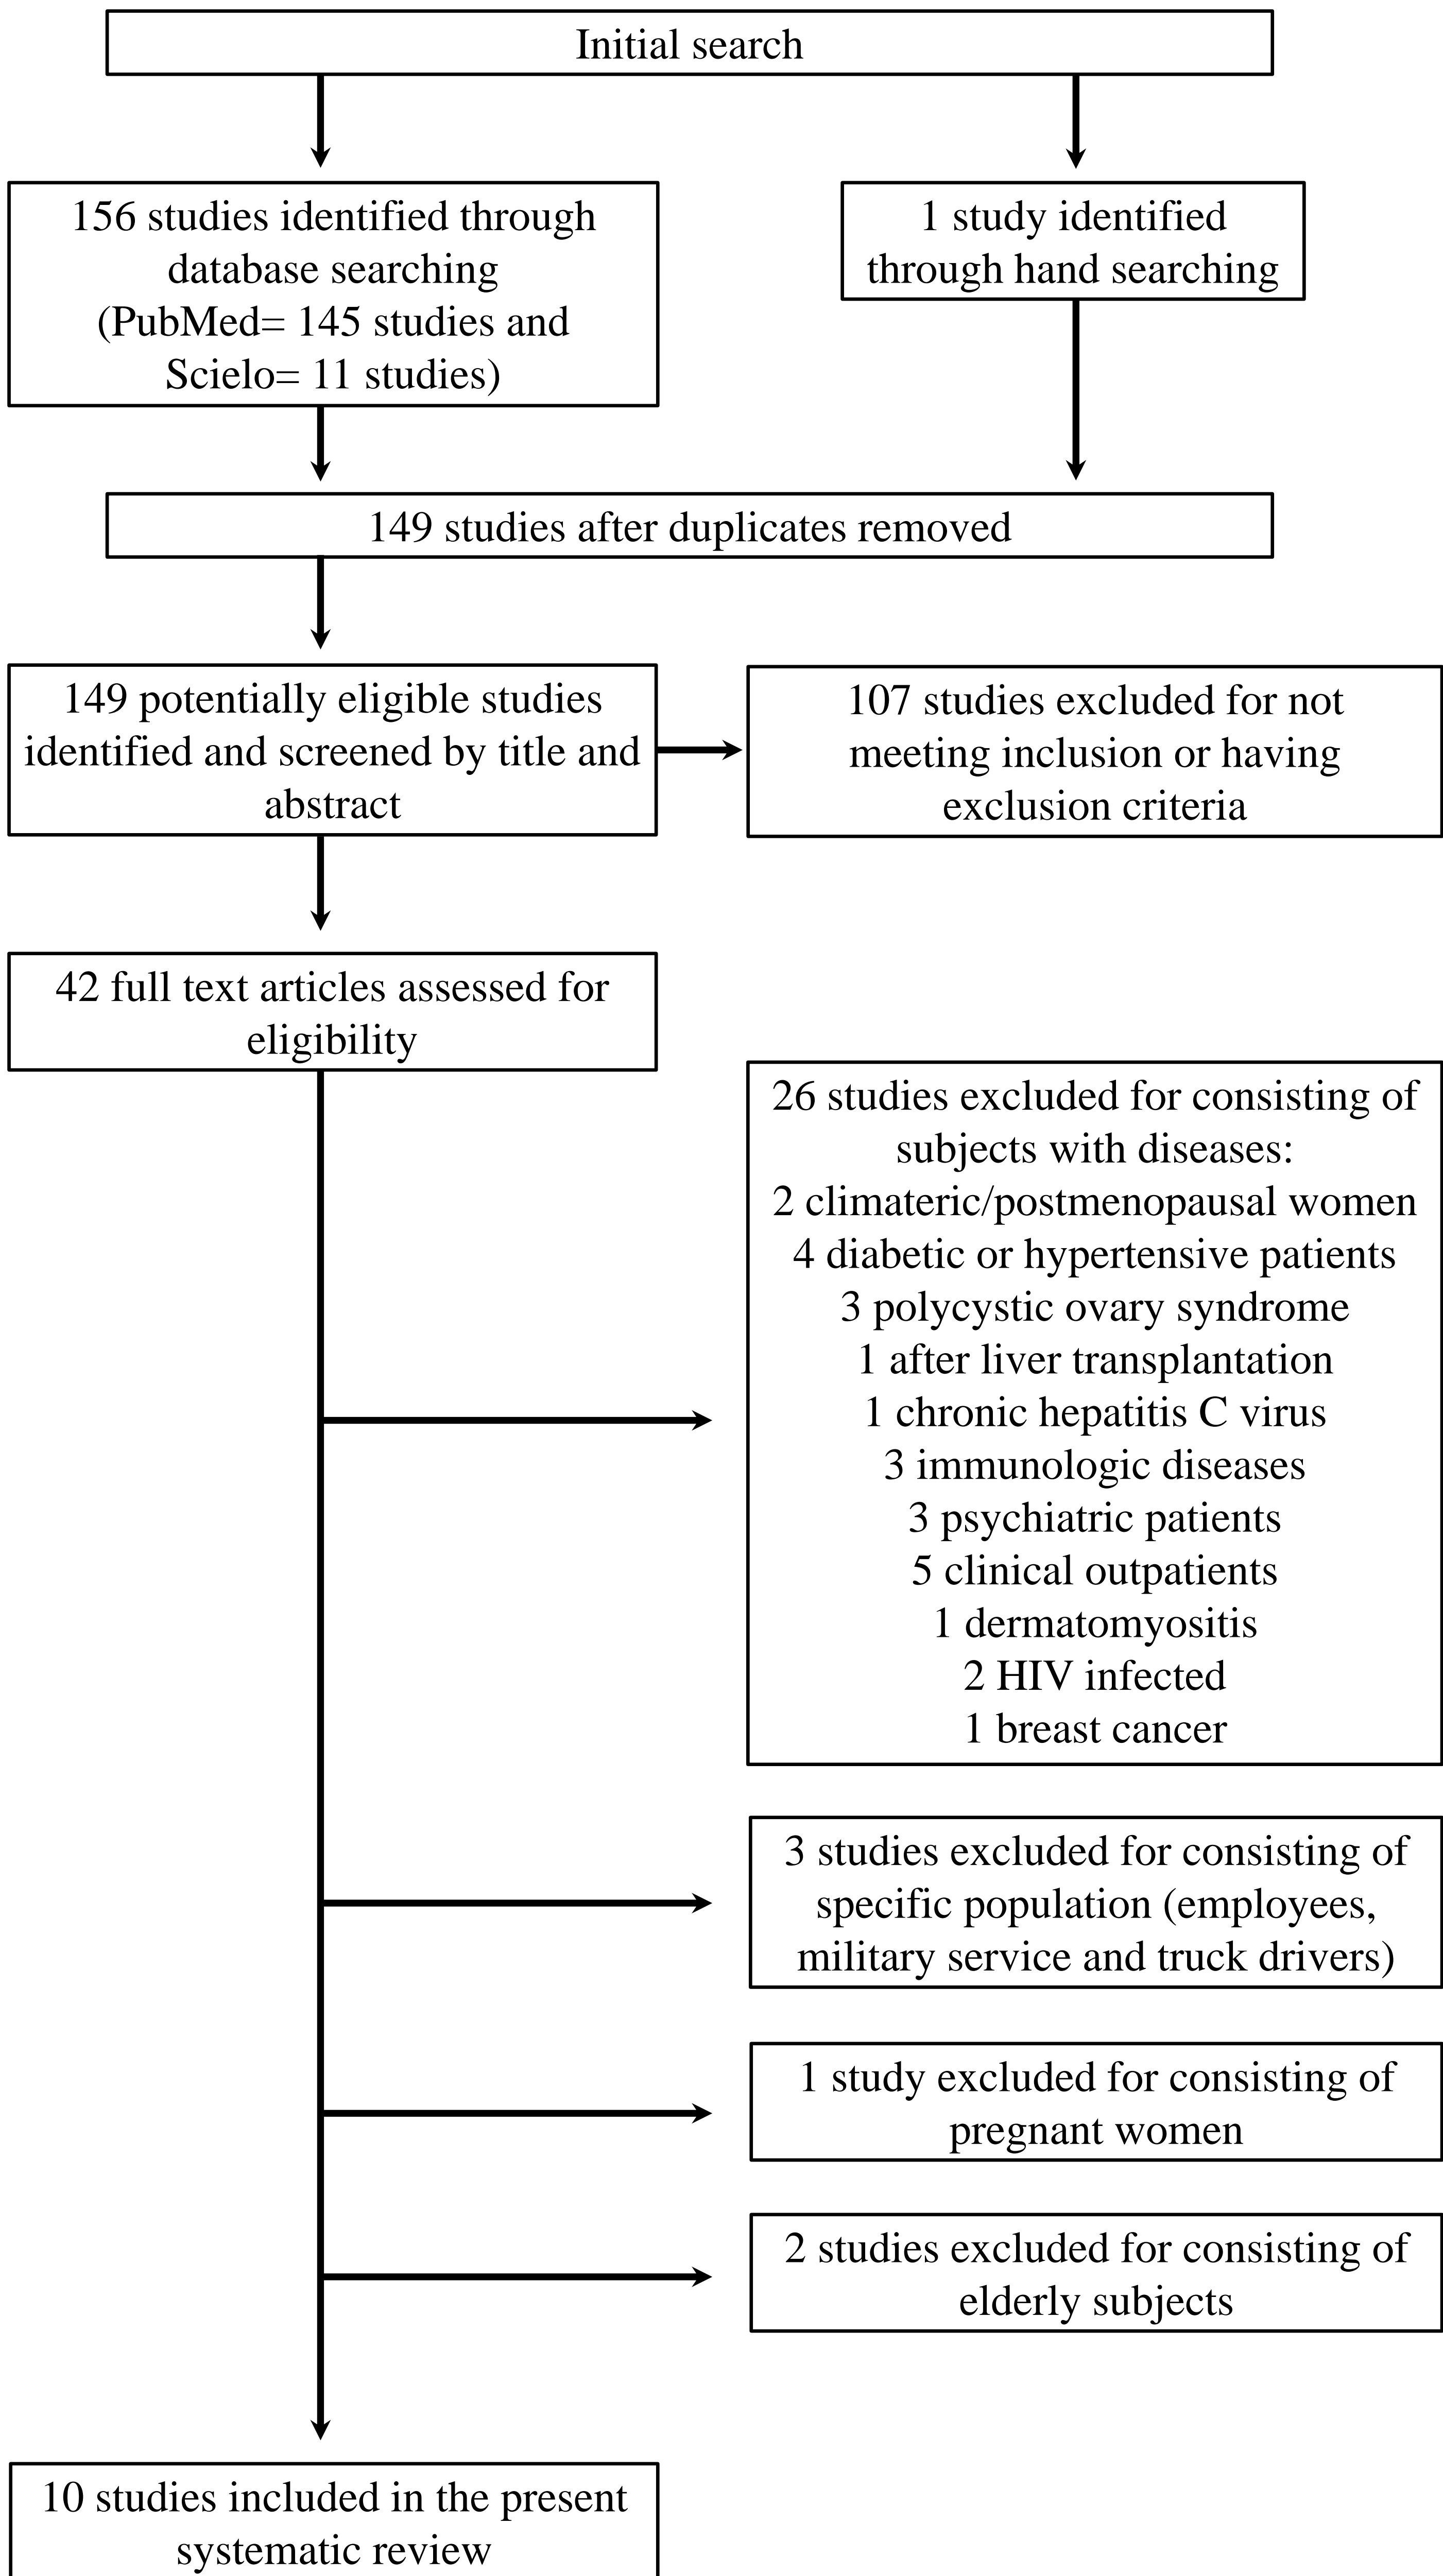 Initial search
156 studies identified through
database searching
(PubMed= 145 studies and
Scielo= 11 studies)
1 study identified
through hand searching
149 studies after duplicates removed
149 potentially eligible studies
identified and screened by title and
abstract
107 studies excluded for not
meeting inclusion or having
exclusion criteria
42 full text articles assessed for
eligibility
26 studies excluded for consisting of
subjects with diseases:
2 climateric/postmenopausal women
4 diabetic or hypertensive patients
3 polycystic ovary syndrome
1 after liver transplantation
1 chronic hepatitis C virus
3 immunologic diseases
3 psychiatric patients
5 clinical outpatients
1 dermatomyositis
2 HIV infected
1 breast cancer
3 studies excluded for consisting of
specific population (employees,
military service and truck drivers)
1 study excluded for consisting of
pregnant women
2 studies excluded for consisting of
elderly subjects
10 studies included in the present
systematic review